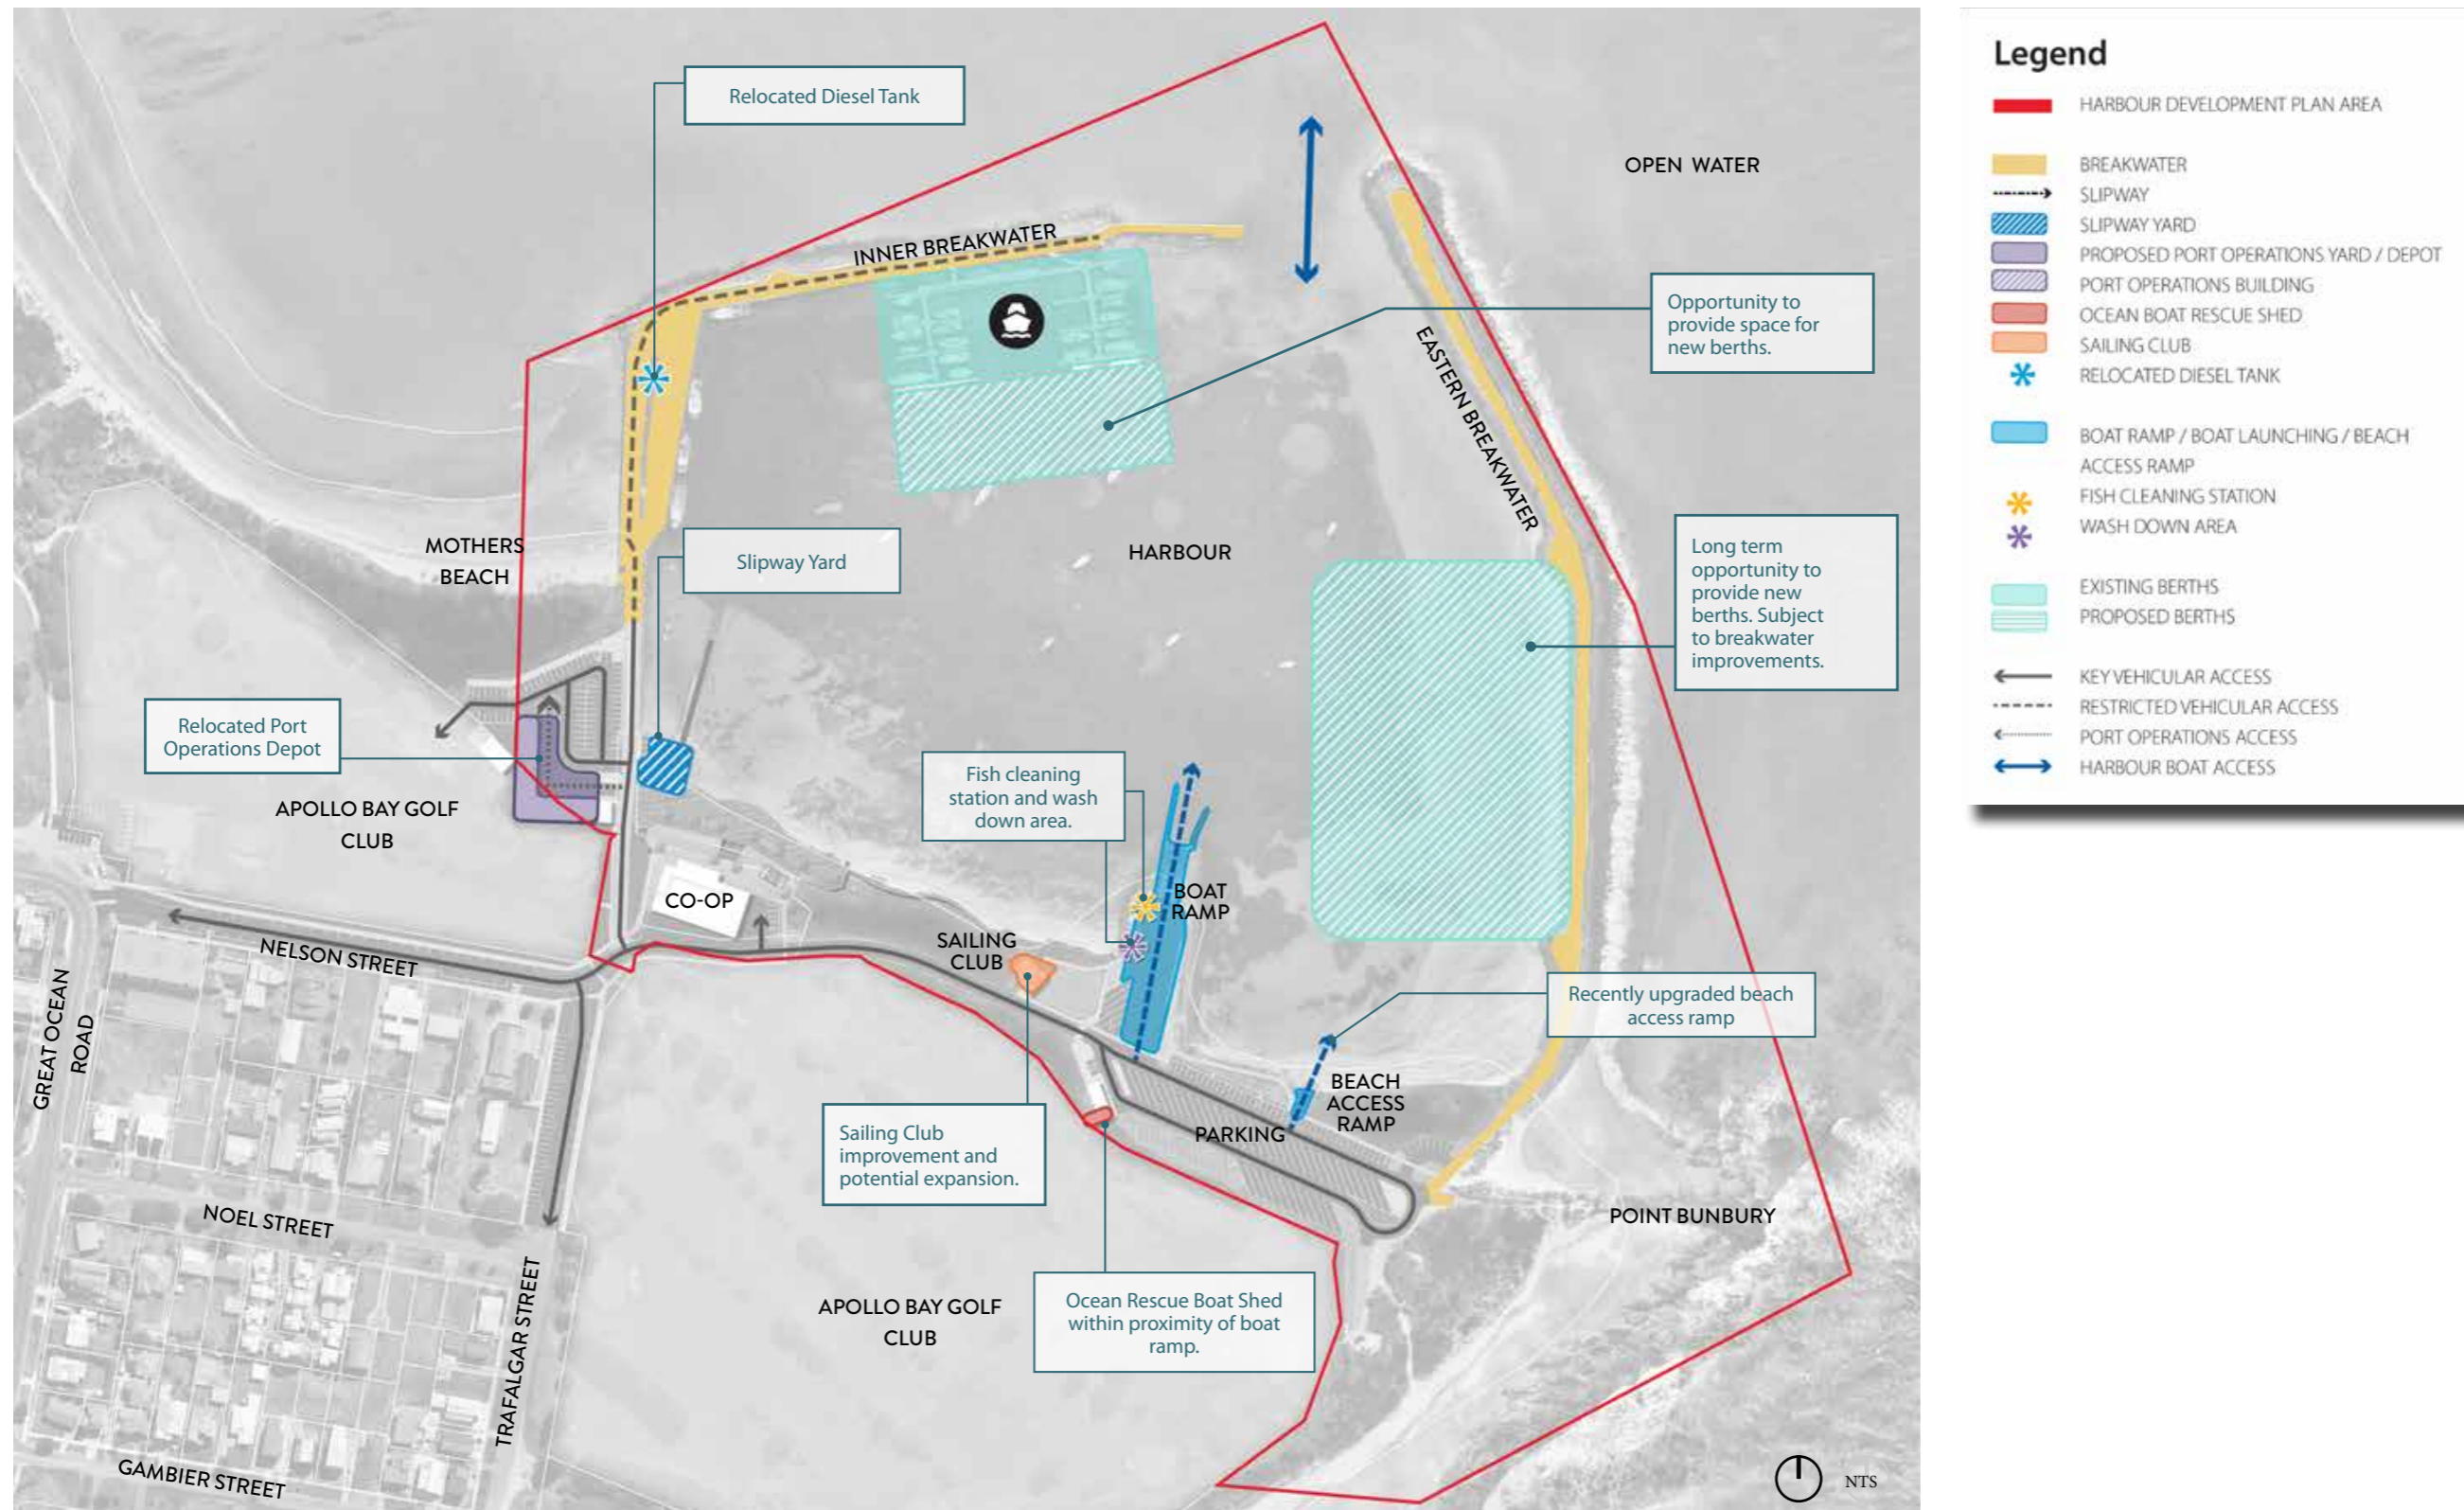 Relocated Diesel Tank
OPEN WATER
INNER BREAKWATER
Opportunity to
provide space for
new berths.
EASTERN BREAKWATER
MOTHERS
BEACH
Slipway Yard
HARBOUR
Long term
opportunity to
provide new
berths. Subject
to breakwater
improvements.
Relocated Port
Operations Depot
APOLLO BAY GOLF
CLUB
Fish cleaning
station and wash
down area.
CO-OP
BOAT
RAMP
SAILING
CLUB
NELSON STREET
GREAT OCEAN
ROAD
Recently upgraded beach
access ramp
BEACH
ACCESS
RAMP
PARKING
Sailing Club
improvement and
potential expansion.
NOEL STREET
POINT BUNBURY
TRAFALGAR STREET
APOLLO BAY GOLF
CLUB
Ocean Rescue Boat Shed
within proximity of boat
ramp.
GAMBIER STREET
NTS
Legend
HARBOUR DEVELOPMENT PLAN AREA
BREAKWATER
SLIPWAY
SLIPWAY YARD
PROPOSED PORT OPERATIONS YARD / DEPOT
PORT OPERATIONS BUILDING
OCEAN BOAT RESCUE SHED
SAILING CLUB
RELOCATED DIESEL TANK
BOAT RAMP / BOAT LAUNCHING / BEACH
ACCESS RAMP
FISH CLEANING STATION
WASH DOWN AREA
EXISTING BERTHS
PROPOSED BERTHS
KEY VEHICULAR ACCESS
RESTRICTED VEHICULAR ACCESS
PORT OPERATIONS ACCESS
HARBOUR BOAT ACCESS